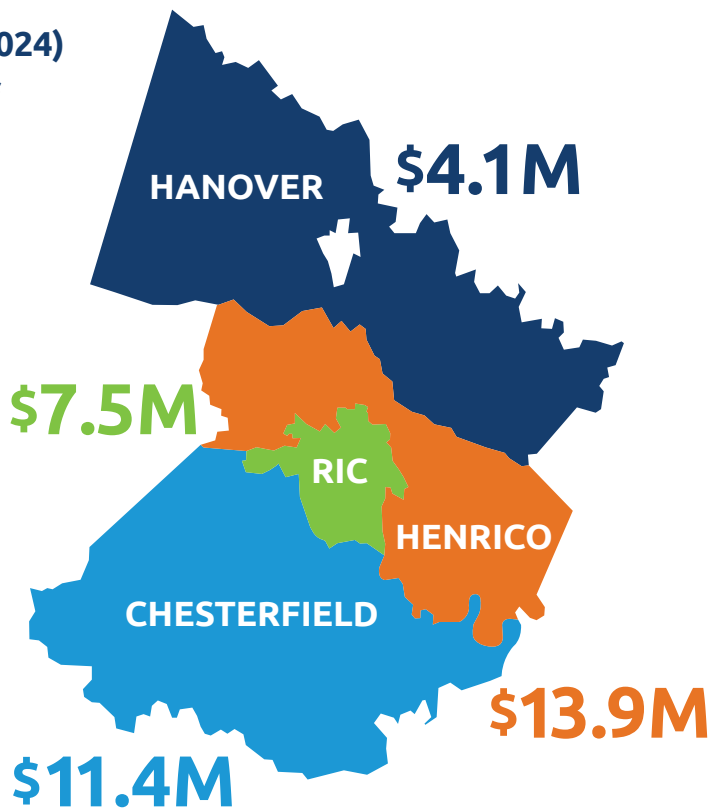 024)
HANOVER
$4.1M
$7.5M
RIC
HENRICO
CHESTERFIELD
$13.9M
$11.4M